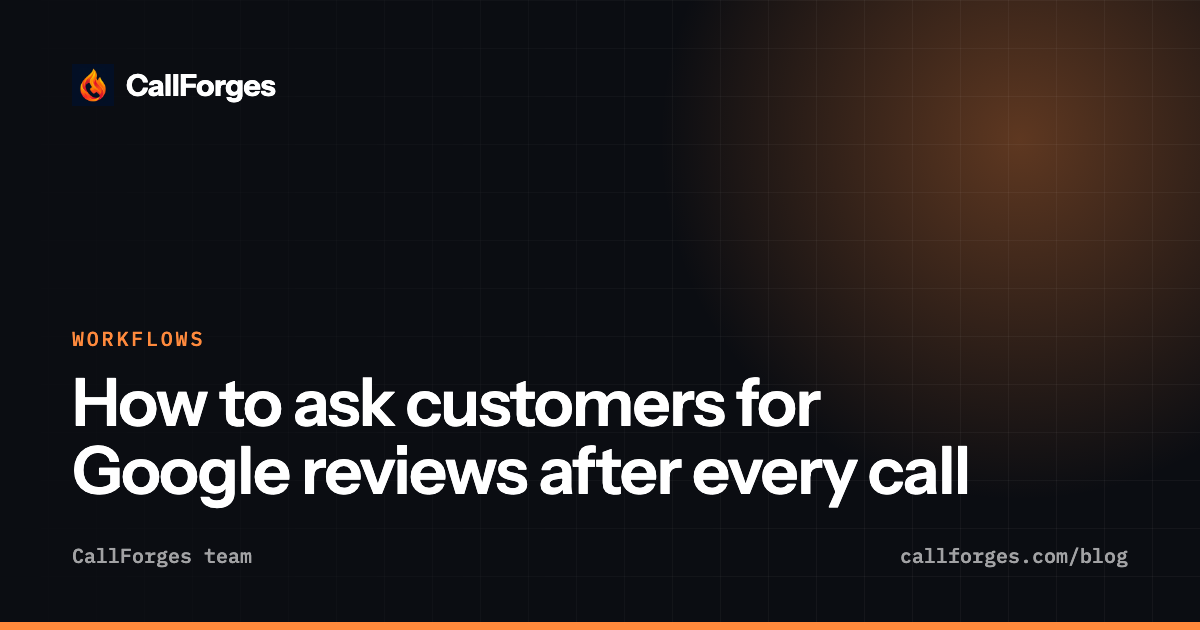 CallForges
WORKFLOWS
How to ask customers for
Google reviews after every call
CallForges team
callforges.com/blog